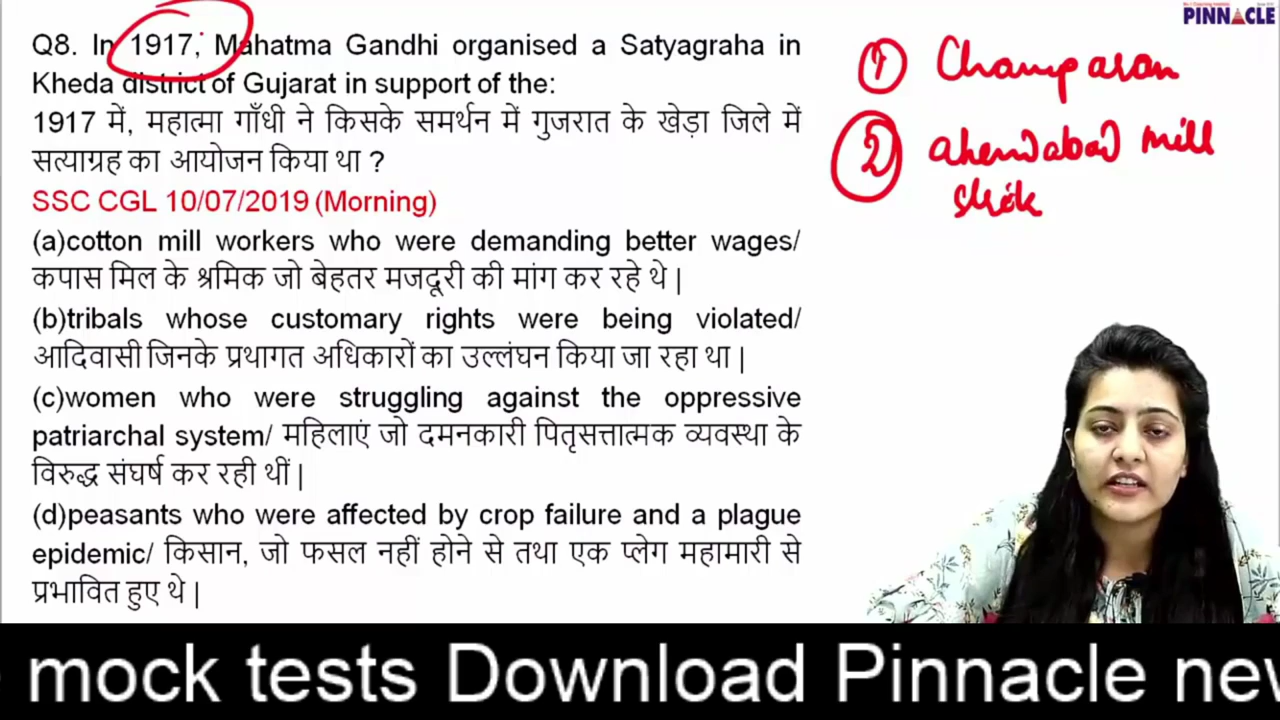 PINNACLE
Q8. In 1917, Mahatma Gandhi organised a Satyagraha in
Kheda district of Gujarat in support of the:
1917 में, महात्मा गाँधी ने किसके समर्थन में गुजरात के खेड़ा जिले में
सत्याग्रह का आयोजन किया था ?
SSC CGL 10/07/2019 (Morning)
(a)cotton mill workers who were demanding better wages/
कपास मिल के श्रमिक जो बेहतर मजदूरी की मांग कर रहे थे |
(b)tribals whose customary rights were being violated/
आदिवासी जिनके प्रथागत अधिकारों का उल्लंघन किया जा रहा था |
(c)women who were struggling against the oppressive
patriarchal system/ महिलाएं जो दमनकारी पितृसत्तात्मक व्यवस्था के
विरुद्ध संघर्ष कर रही थीं |
(d)peasants who were affected by crop failure and a plague
epidemic/ किसान, जो फसल नहीं होने से तथा एक प्लेग महामारी से
प्रभावित हुए थे |
1 Champaran
2 ahemdabad mill
mock tests Download Pinnacle new